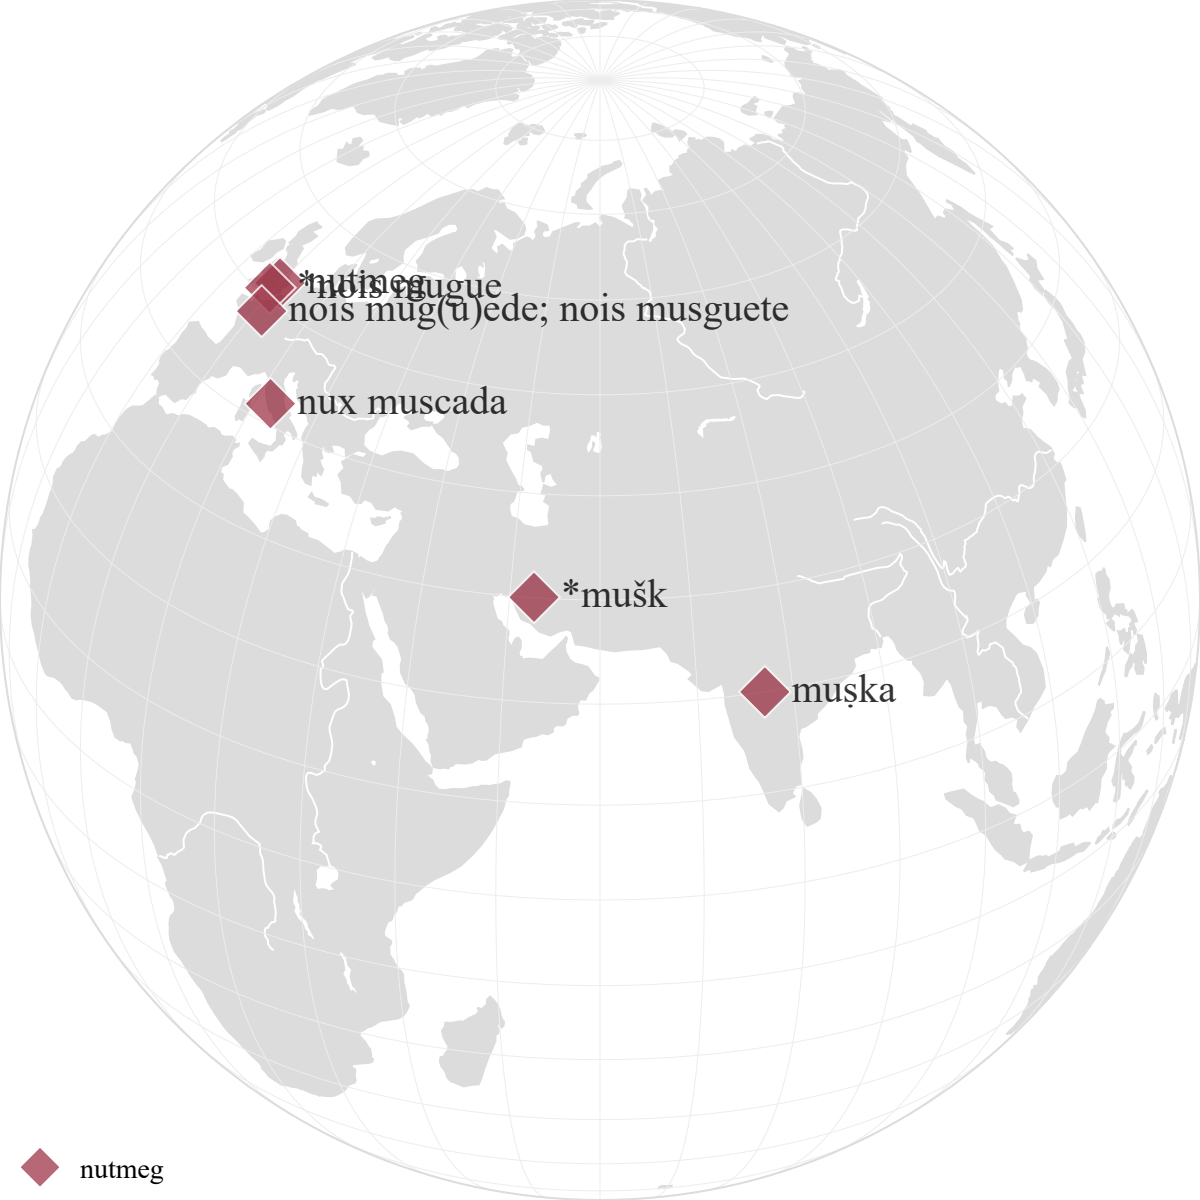 nutmeg
*nois mugue
nois mug(u)ede; nois musguete
nux muscada
*mušk
muṣka
nutmeg